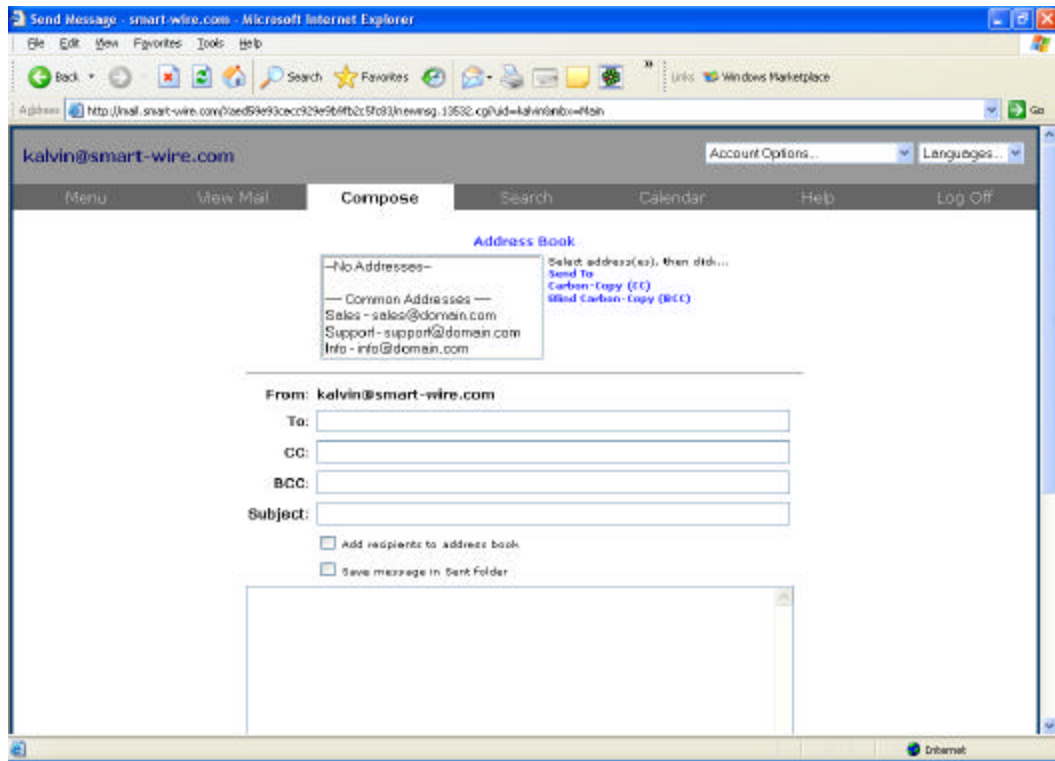 Send Message - smart-wire.com - Microsoft Internet Explorer
File Edit View Favorites Tools Help
Back Search Favorites » Links Windows Marketplace
Address Go
kalvin@smart-wire.com Account Options... Languages...
Menu View Mail Compose Search Calendar Help Log Off
Address Book
Select address(es), then click...
Send To
Carbon-Copy (CC)
Blind Carbon-Copy (BCC)
--No Addresses--
---- Common Addresses ----
Sales - sales@domain.com
Support - support@domain.com
Info - info@domain.com
From: kalvin@smart-wire.com
To:
CC:
BCC:
Subject:
Add recipients to address book
Save message in Sent folder
Internet